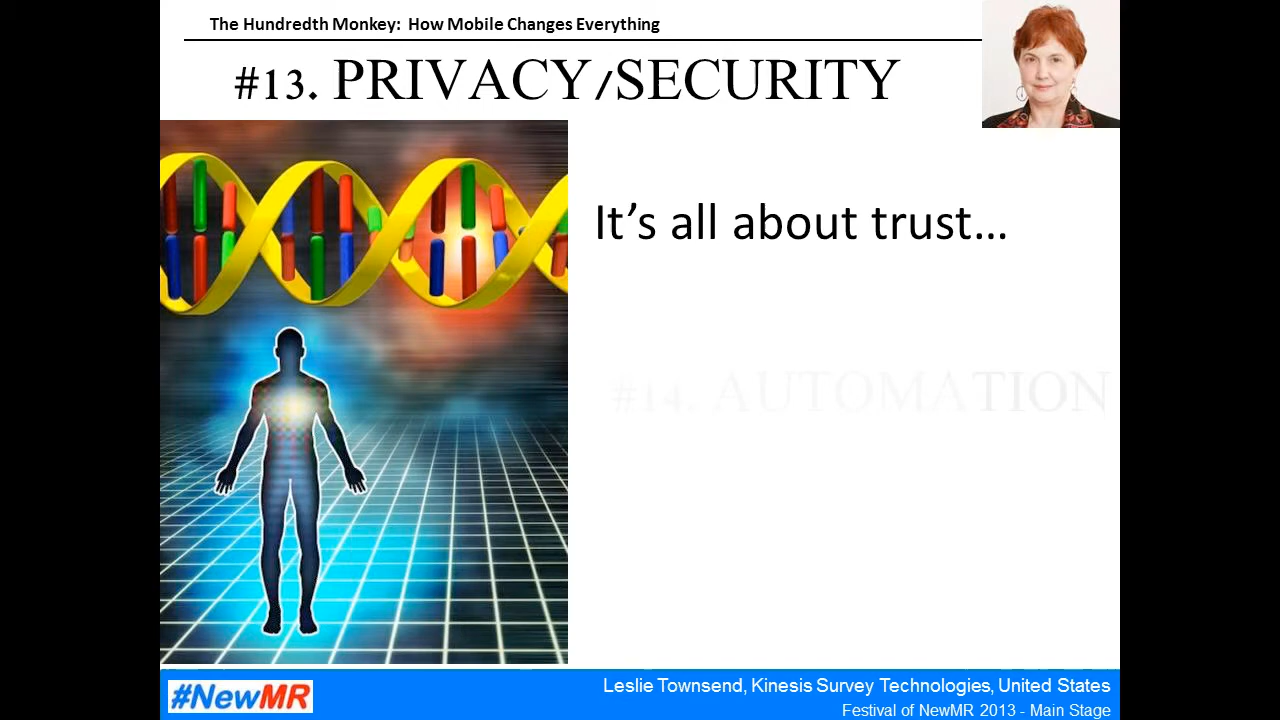 The Hundredth Monkey: How Mobile Changes Everything
#13. PRIVACY/SECURITY
It’s all about trust…
#14. AUTOMATION
#NewMR
Leslie Townsend, Kinesis Survey Technologies, United States
Festival of NewMR 2013 - Main Stage